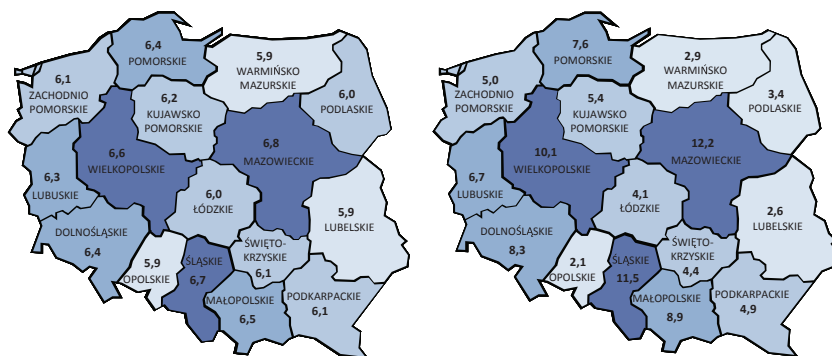 6,4
POMORSKIE
5,9
WARMIŃSKO
MAZURSKIE
6,1
ZACHODNIO
POMORSKIE
6,0
PODLASKIE
6,2
KUJAWSKO
POMORSKIE
6,8
MAZOWIECKIE
6,6
WIELKOPOLSKIE
6,3
LUBUSKIE
6,0
ŁÓDZKIE
5,9
LUBELSKIE
DOLNOŚLĄSKIE
6,4
5,9
OPOLSKIE
ŚLĄSKIE
6,7
ŚWIĘTO-
KRZYSKIE
6,1
MAŁOPOLSKIE
6,5
PODKARPACKIE
6,1
7,6
POMORSKIE
2,9
WARMIŃSKO
MAZURSKIE
5,0
ZACHODNIO
POMORSKIE
3,4
PODLASKIE
5,4
KUJAWSKO
POMORSKIE
12,2
MAZOWIECKIE
10,1
WIELKOPOLSKIE
6,7
LUBUSKIE
4,1
ŁÓDZKIE
2,6
LUBELSKIE
DOLNOŚLĄSKIE
8,3
2,1
OPOLSKIE
ŚLĄSKIE
11,5
ŚWIĘTO-
KRZYSKIE
4,4
MAŁOPOLSKIE
8,9
PODKARPACKIE
4,9